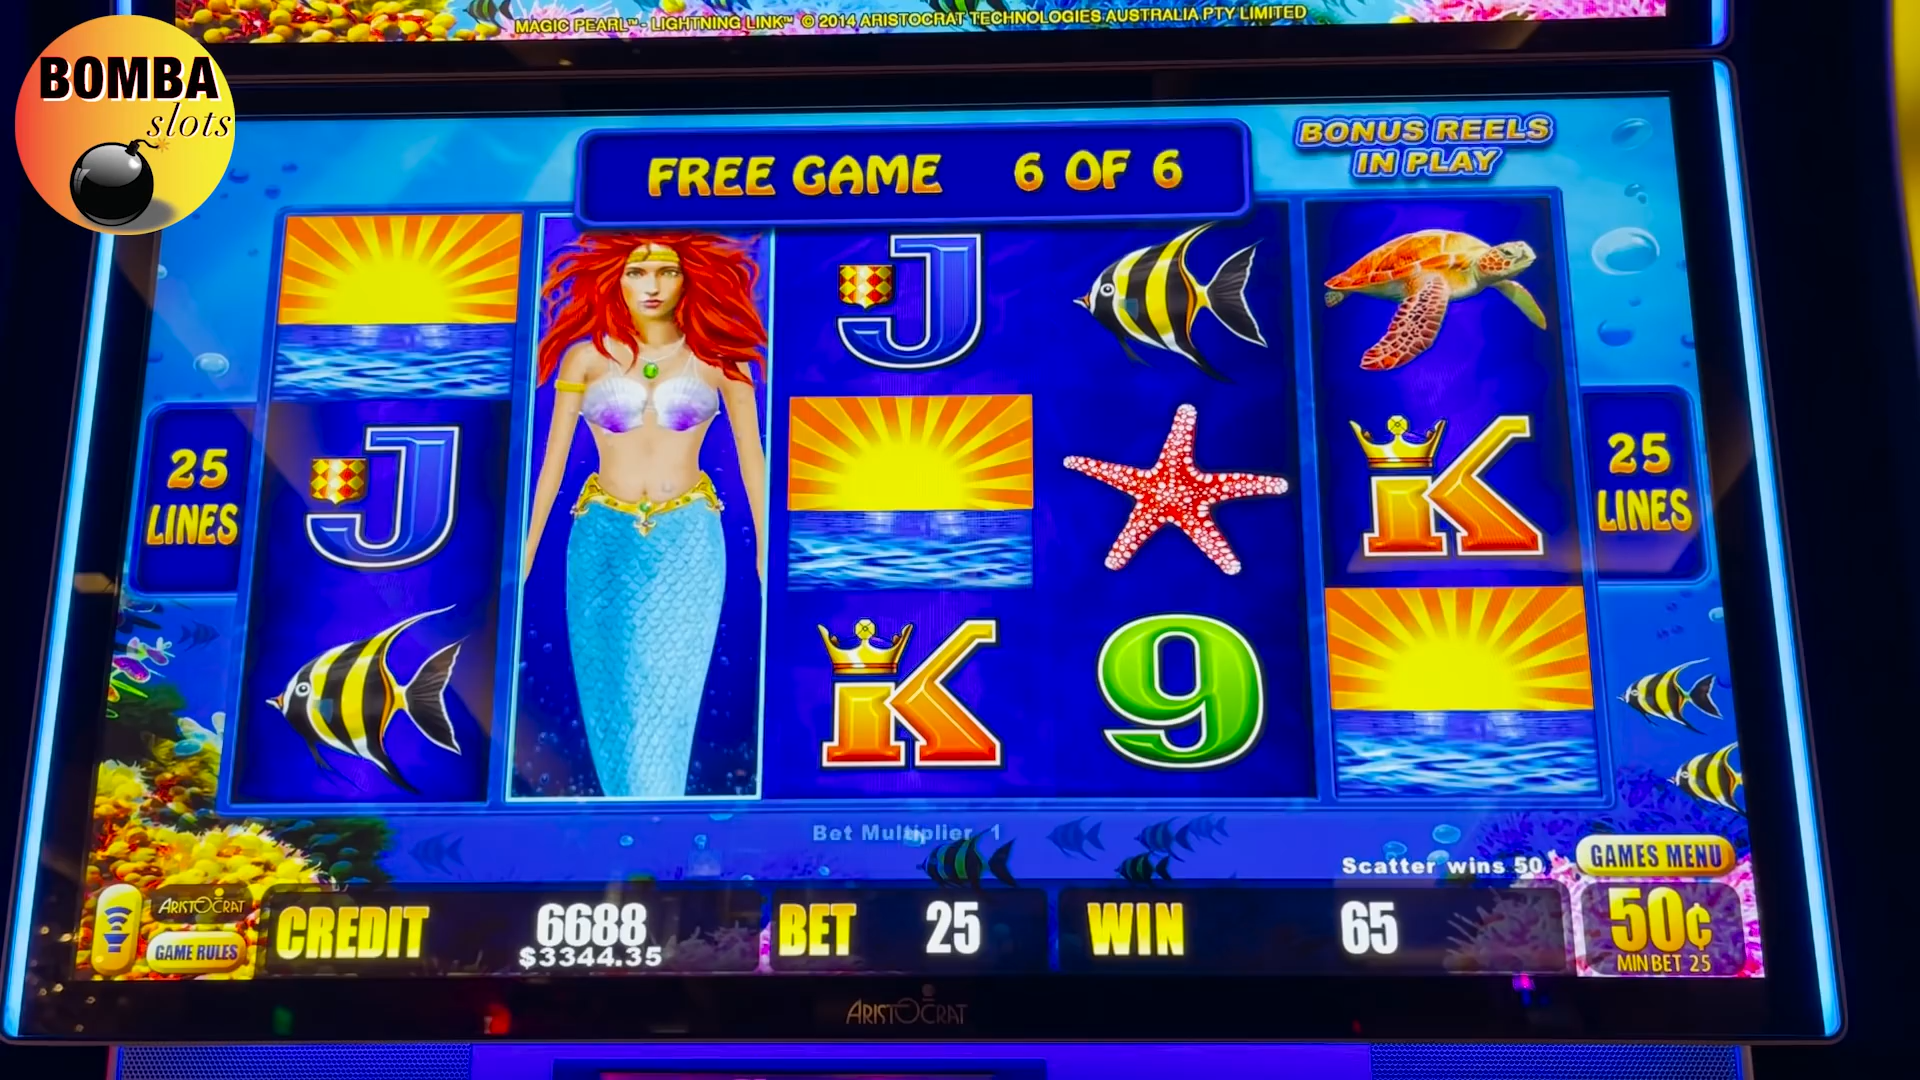 MAGIC PEARL™ - LIGHTNING LINK™ © 2014 ARISTOCRAT TECHNOLOGIES AUSTRALIA PTY LIMITED
BOMBA
slots
FREE GAME 6 OF 6
BONUS REELS
IN PLAY
J
25
LINES
J
K
25
LINES
K
9
Bet Multiplier 1
Scatter wins 50
GAMES MENU
ARISTOCRAT
GAME RULES
CREDIT 6688
$3344.35
BET 25
WIN 65
50¢
MIN BET 25
ARISTOCRAT